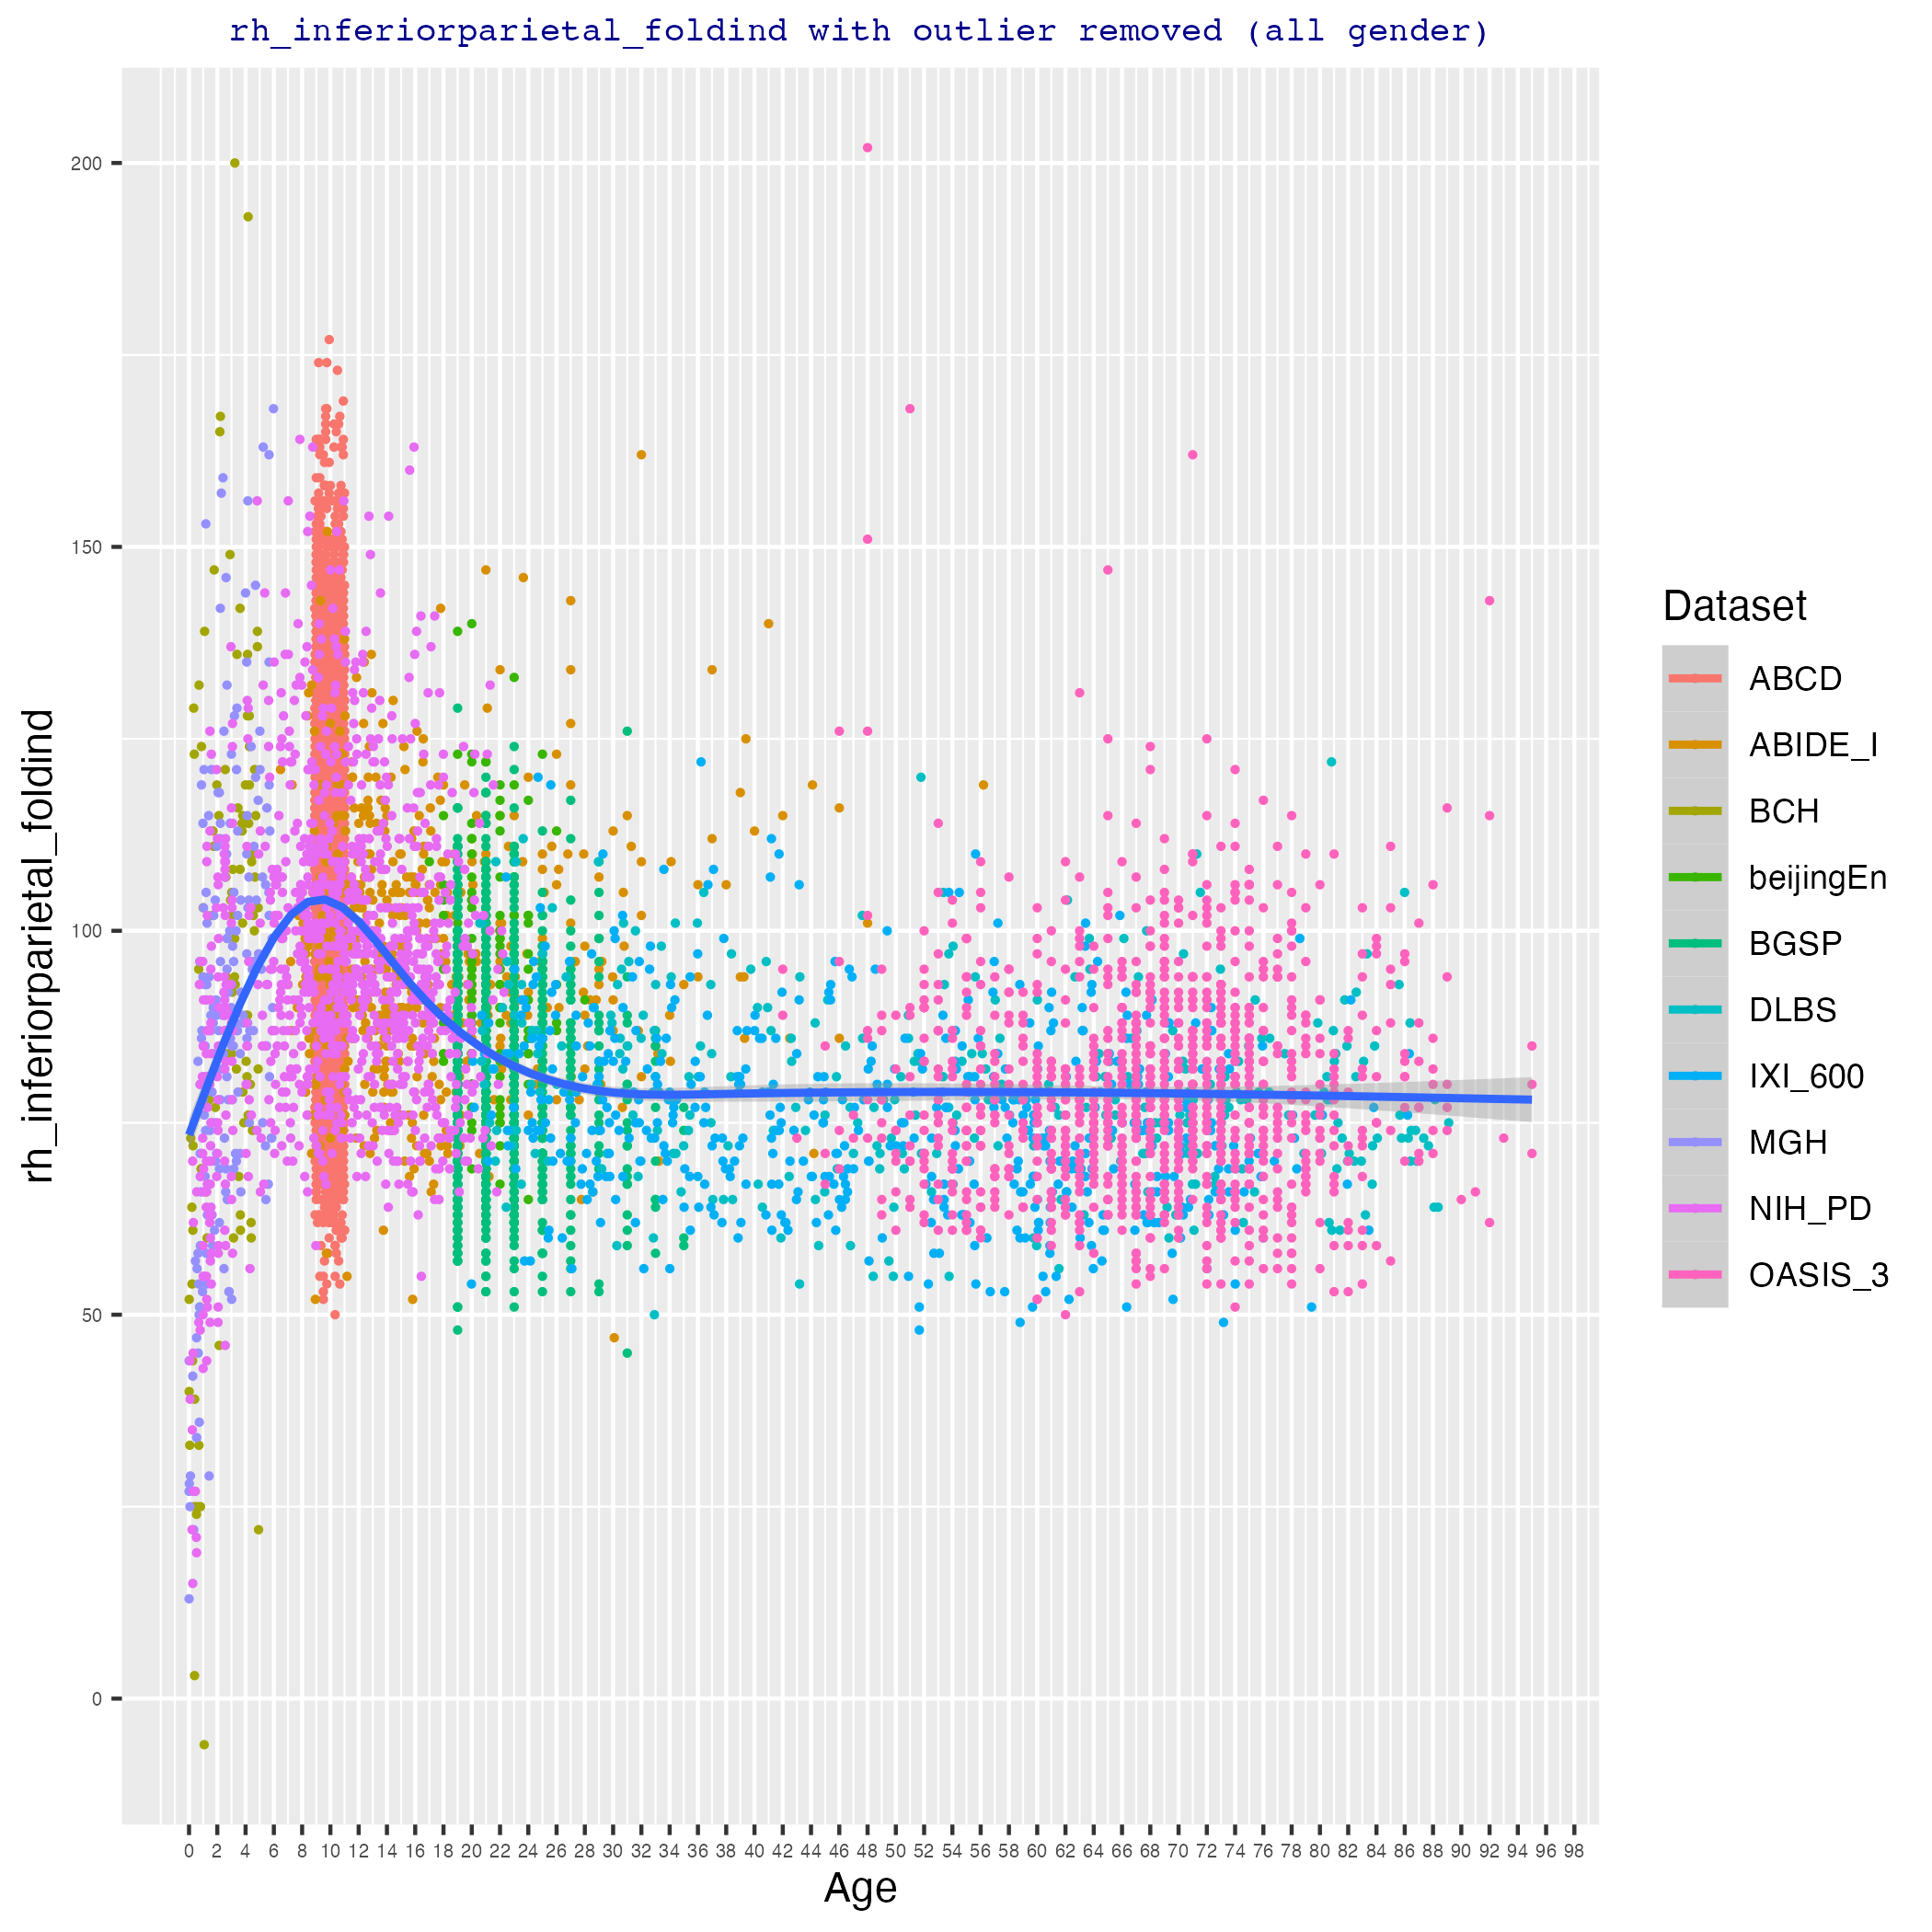 rh_inferiorparietal_foldind with outlier removed (all gender)
rh_inferiorparietal_foldind
200
150
100
50
0
0 2 4 6 8 10 12 14 16 18 20 22 24 26 28 30 32 34 36 38 40 42 44 46 48 50 52 54 56 58 60 62 64 66 68 70 72 74 76 78 80 82 84 86 88 90 92 94 96 98
Age
Dataset
ABCD
ABIDE_I
BCH
beijingEn
BGSP
DLBS
IXI_600
MGH
NIH_PD
OASIS_3